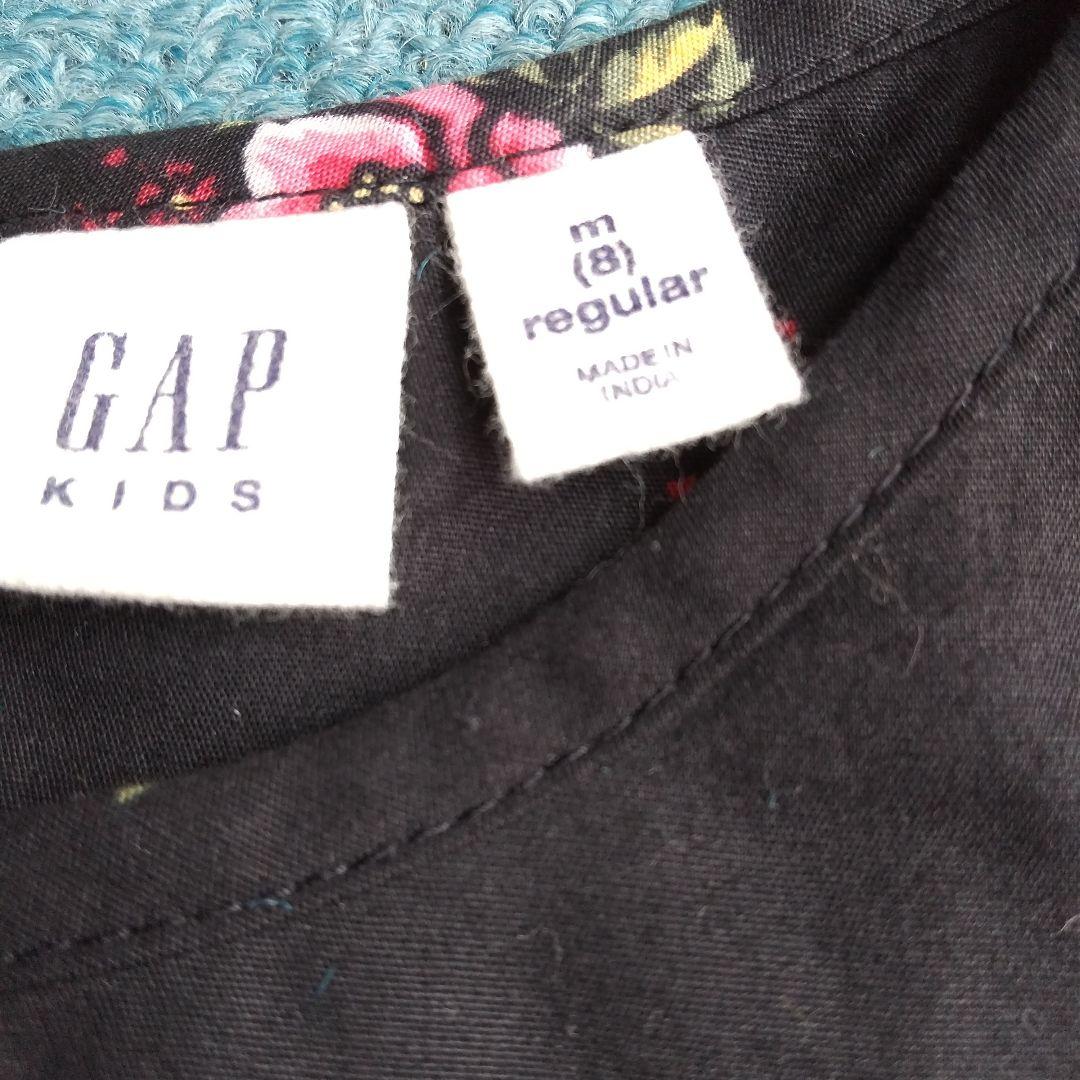 GAP
KIDS
m
(8)
regular
MADE IN
INDIA